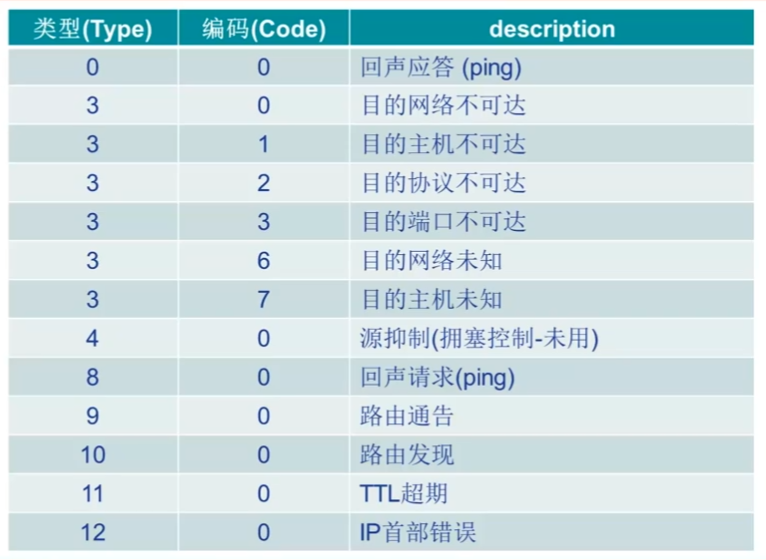 类型(Type) 编码(Code) description
0 0 回声应答 (ping)
3 0 目的网络不可达
3 1 目的主机不可达
3 2 目的协议不可达
3 3 目的端口不可达
3 6 目的网络未知
3 7 目的主机未知
4 0 源抑制(拥塞控制-未用)
8 0 回声请求(ping)
9 0 路由通告
10 0 路由发现
11 0 TTL超期
12 0 IP首部错误